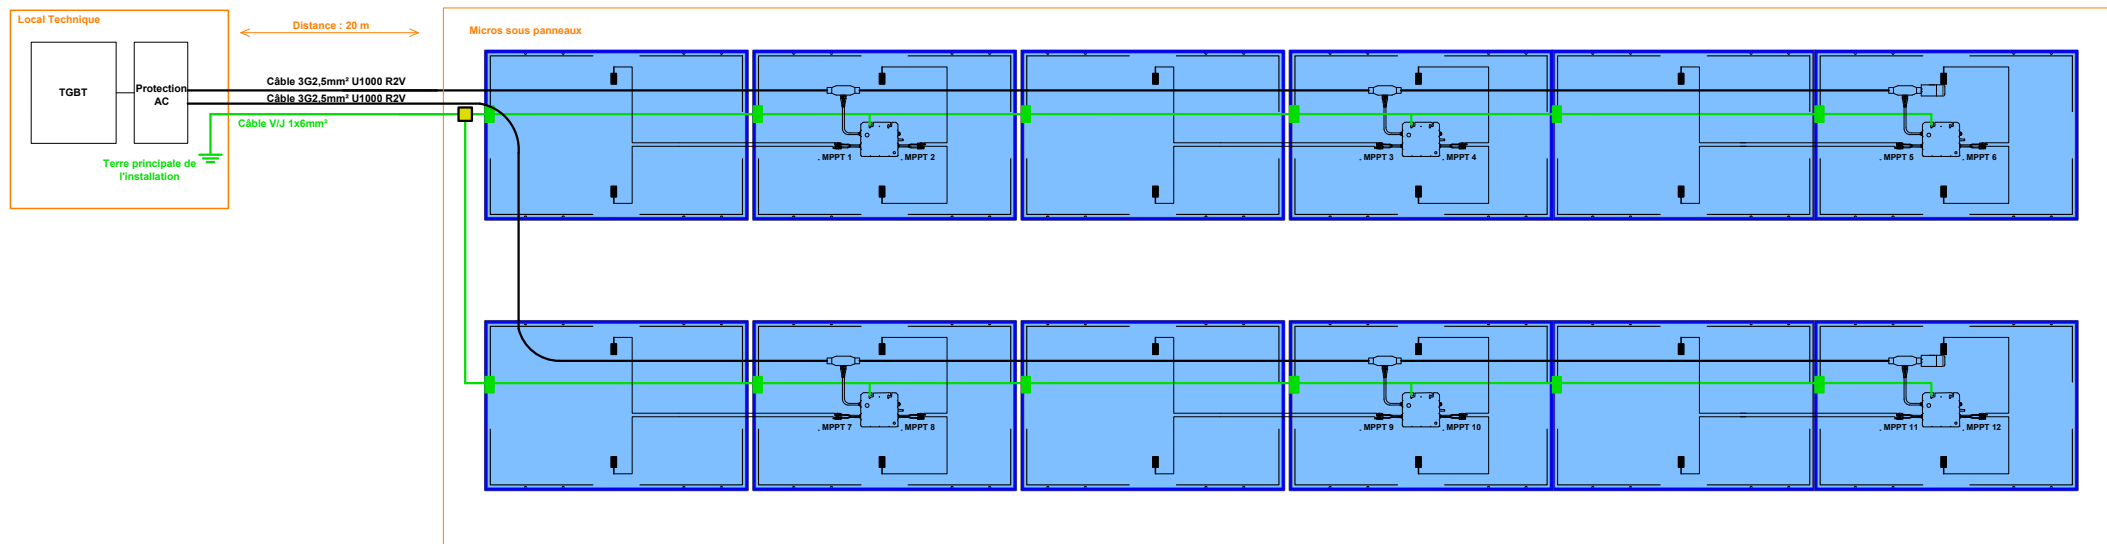 Local Technique
Distance : 20 m
Micros sous panneaux
TGBT
Protection
AC
Câble 3G2,5mm² U1000 R2V
Câble 3G2,5mm² U1000 R2V
Câble V/J 1x6mm²
Terre principale de
l'installation
. MPPT 1
. MPPT 2
. MPPT 3
. MPPT 4
. MPPT 5
. MPPT 6
. MPPT 7
. MPPT 8
. MPPT 9
. MPPT 10
. MPPT 11
. MPPT 12